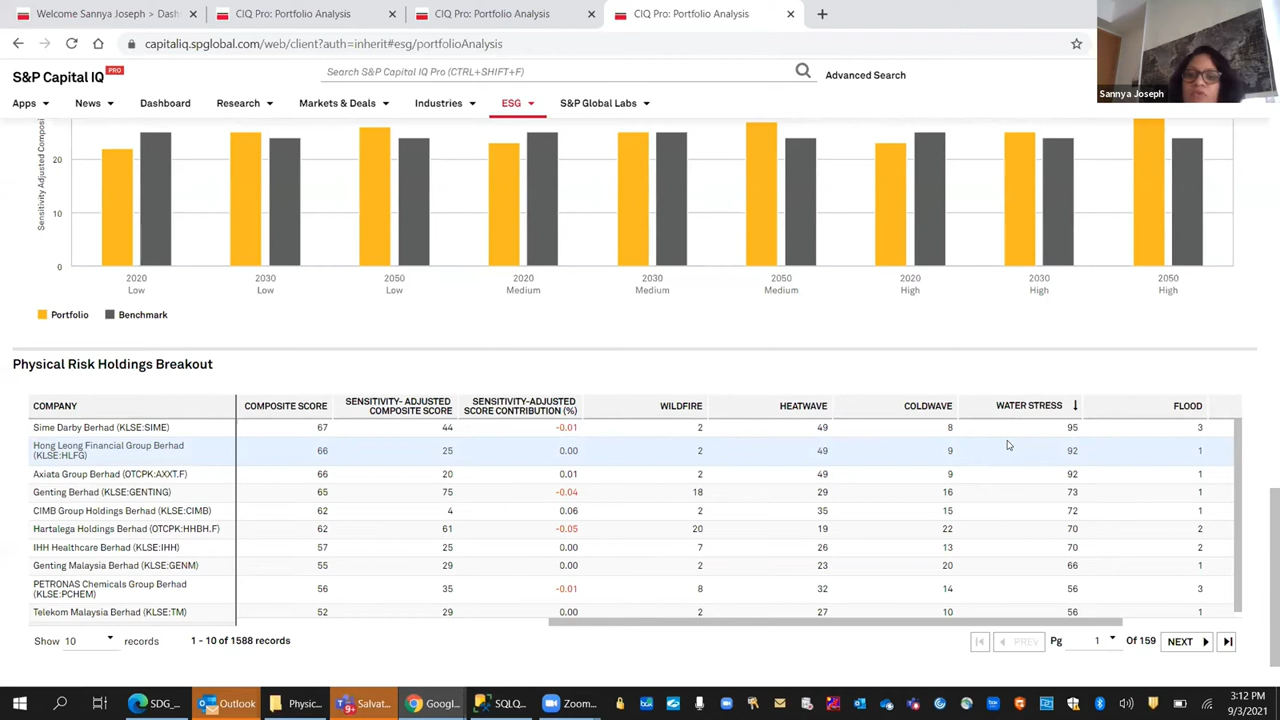 Welcome Sannya Joseph > Dash
CIQ Pro: Portfolio Analysis
CIQ Pro: Portfolio Analysis
CIQ Pro: Portfolio Analysis
capitaliq.spglobal.com/web/client?auth=inherit#esg/portfolioAnalysis
Sannya Joseph
S&P Capital IQ PRO
Search S&P Capital IQ Pro (CTRL+SHIFT+F)
Advanced Search
Apps News Dashboard Research Markets & Deals Industries ESG S&P Global Labs
Sensitivity Adjusted Composi
20
10
0
2020 2030 2050 2020 2030 2050 2020 2030 2050
Low Low Low Medium Medium Medium High High High
Portfolio Benchmark
Physical Risk Holdings Breakout
COMPANY COMPOSITE SCORE SENSITIVITY- ADJUSTED COMPOSITE SCORE SENSITIVITY-ADJUSTED SCORE CONTRIBUTION (%) WILDFIRE HEATWAVE COLDWAVE WATER STRESS ↓ FLOOD
Sime Darby Berhad (KLSE:SIME) 67 44 -0.01 2 49 8 95 3
Hong Leong Financial Group Berhad
(KLSE:HLFG) 66 25 0.00 2 49 9 92 1
Axiata Group Berhad (OTCPK:AXXT.F) 66 20 0.01 2 49 9 92 1
Genting Berhad (KLSE:GENTING) 65 75 -0.04 18 29 16 73 1
CIMB Group Holdings Berhad (KLSE:CIMB) 62 4 0.06 2 35 15 72 1
Hartalega Holdings Berhad (OTCPK:HHBH.F) 62 61 -0.05 20 19 22 70 2
IHH Healthcare Berhad (KLSE:IHH) 57 25 0.00 7 26 13 70 2
Genting Malaysia Berhad (KLSE:GENM) 55 29 0.00 2 23 20 66 1
PETRONAS Chemicals Group Berhad
(KLSE:PCHEM) 56 35 -0.01 8 32 14 56 3
Telekom Malaysia Berhad (KLSE:TM) 52 29 0.00 2 27 10 56 1
Show 10 records 1 - 10 of 1588 records PREV Pg 1 Of 159 NEXT
SDG_... Outlook Physic... Salvat... Googl... SQLQ... Zoom...
3:12 PM
9/3/2021